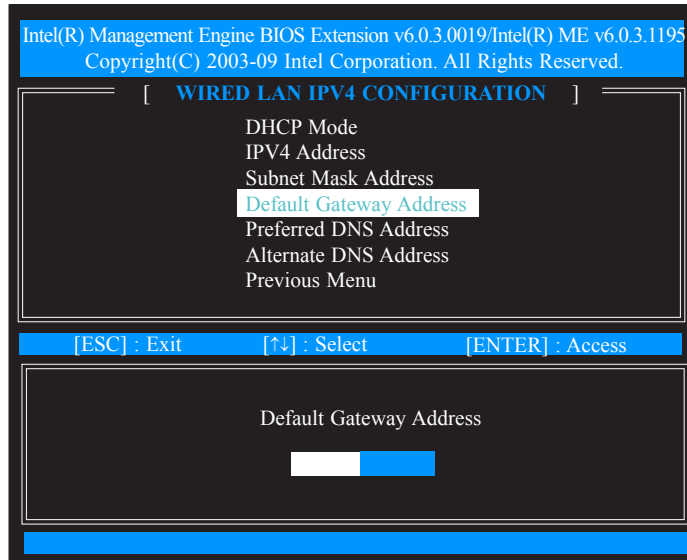 Intel(R) Management Engine BIOS Extension v6.0.3.0019/Intel(R) ME v6.0.3.1195
Copyright(C) 2003-09 Intel Corporation. All Rights Reserved.
[ WIRED LAN IPV4 CONFIGURATION ]
DHCP Mode
IPV4 Address
Subnet Mask Address
Default Gateway Address
Preferred DNS Address
Alternate DNS Address
Previous Menu
[ESC] : Exit [↑↓] : Select [ENTER] : Access
Default Gateway Address